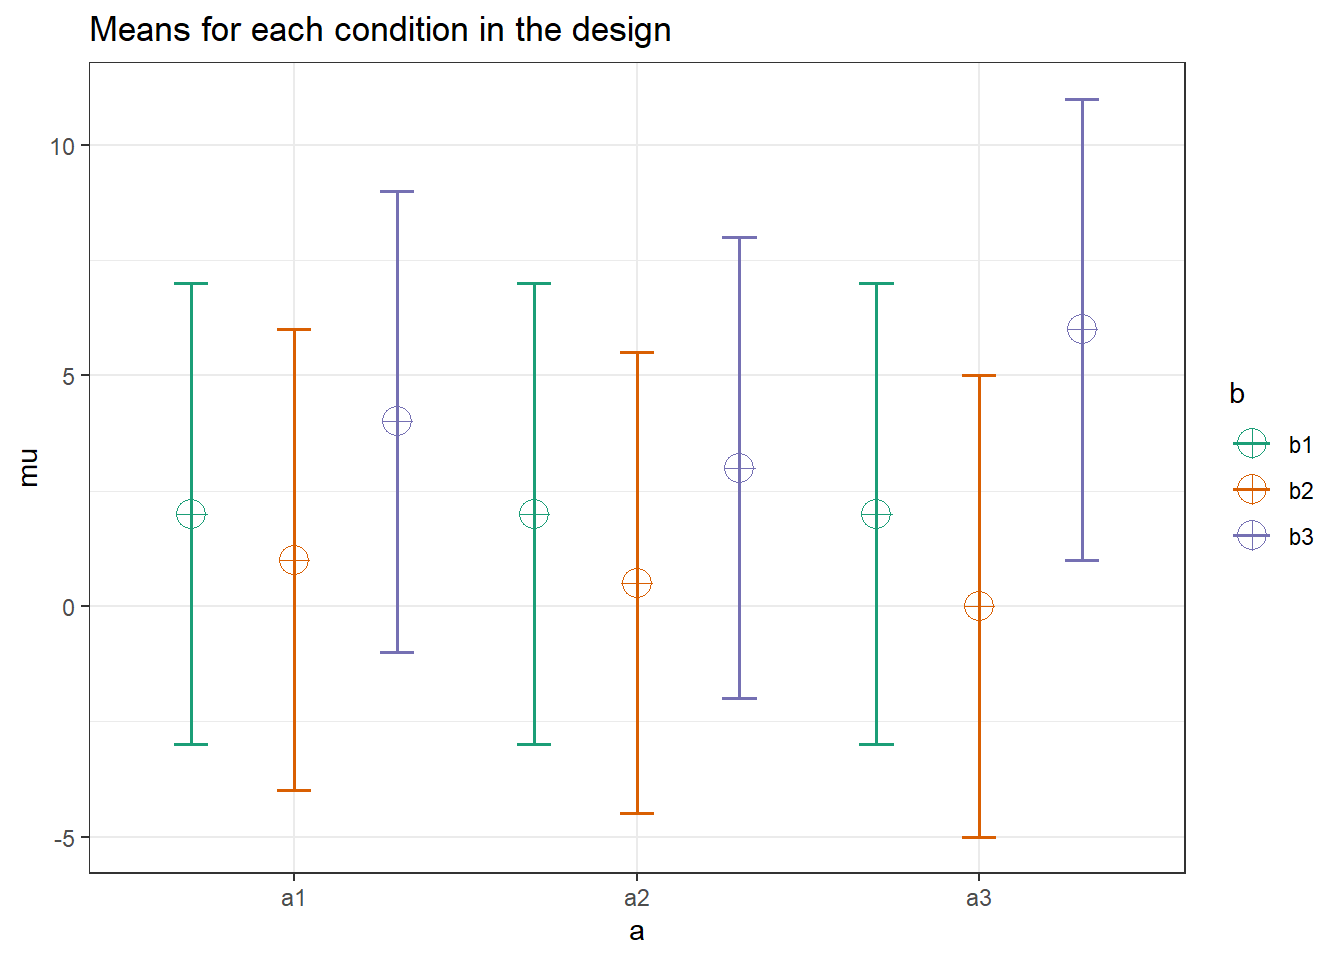 Means for each condition in the design
10
5
0
-5
mu
a1
a2
a3
a
b
b1
b2
b3